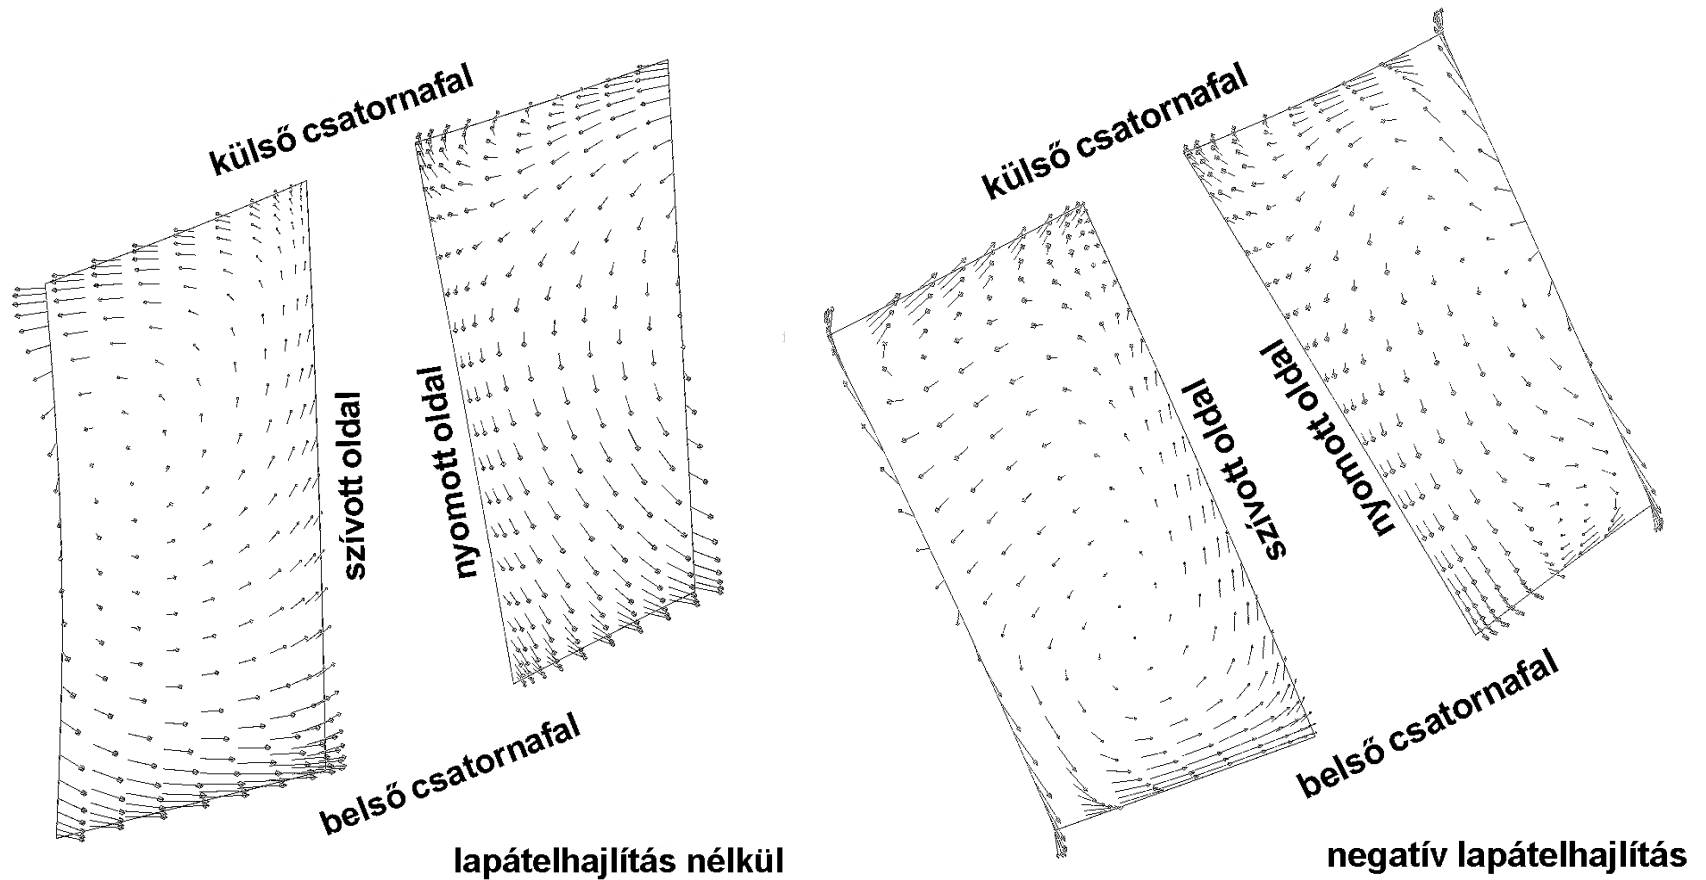 külső csatornafal
szívott oldal
nyomott oldal
belső csatornafal
lapátelhajlítás nélkül
külső csatornafal
szívott oldal
nyomott oldal
belső csatornafal
negatív lapátelhajlítás